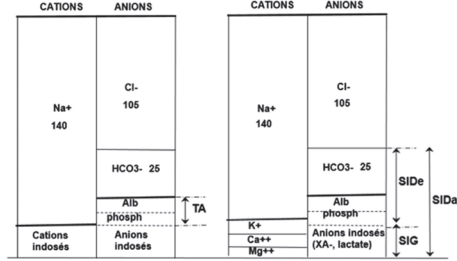 CATIONS ANIONS
Na+
140
Cl-
105
HCO3- 25
Alb
phosph
TA
Cations
indosés
Anions
indosés
CATIONS ANIONS
Na+
140
Cl-
105
HCO3- 25
Alb
phosph
K+
Ca++
Mg++
Anions indosés
(XA-, lactate)
SIDe
SIG
SIDa